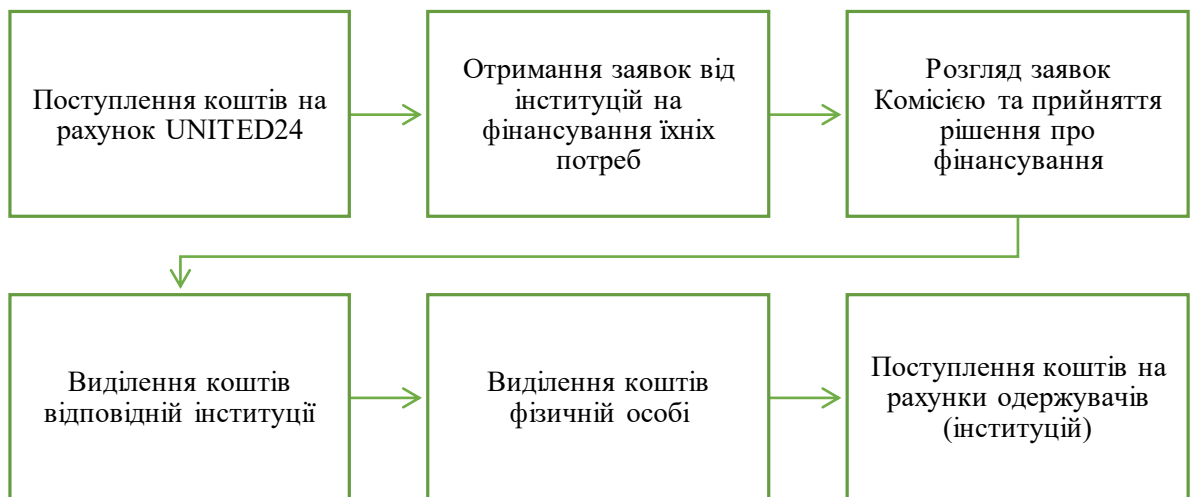 Поступлення коштів на
рахунок UNITED24
Отримання заявок від
інституцій на
фінансування їхніх
потреб
Розгляд заявок
Комісією та прийняття
рішення про
фінансування
Виділення коштів
відповідній інституції
Виділення коштів
фізичній особі
Поступлення коштів на
рахунки одержувачів
(інституцій)